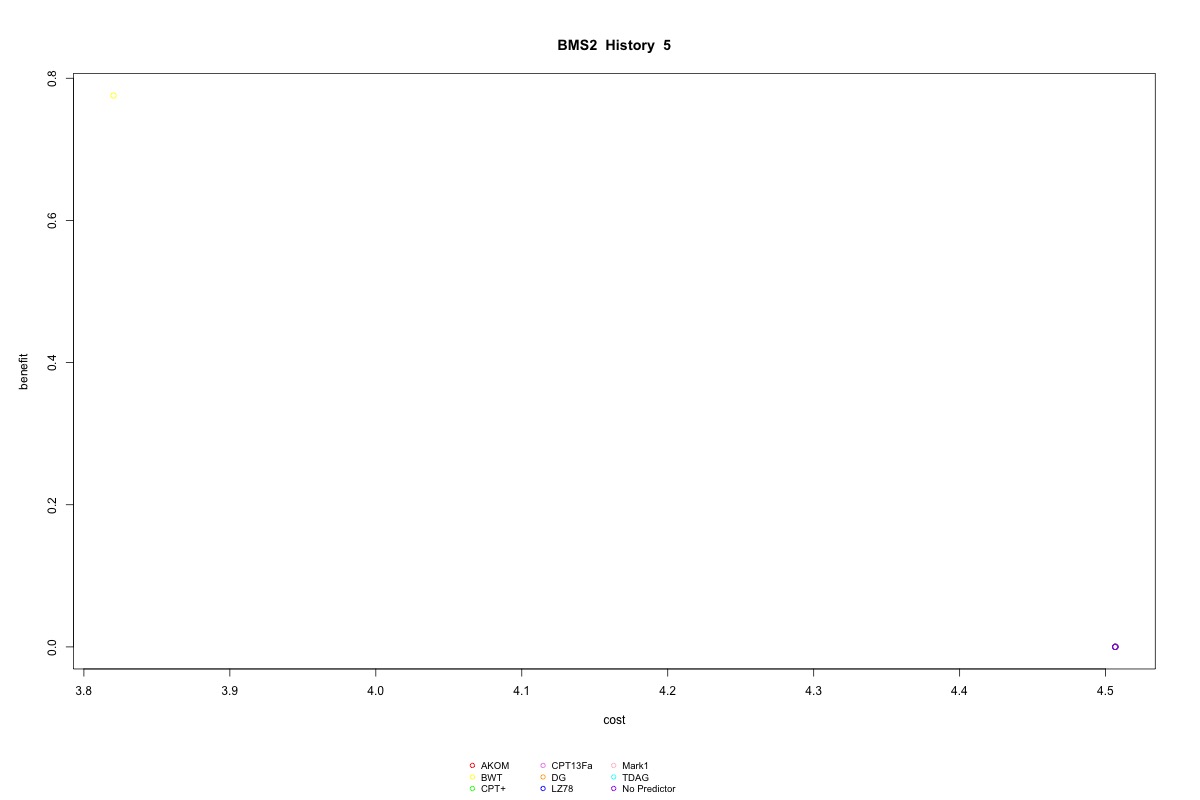 BMS2 History 5
0.8
0.6
0.4
0.2
0.0
benefit
3.8 3.9 4.0 4.1 4.2 4.3 4.4 4.5
cost
AKOM CPT13Fa Mark1
BWT DG TDAG
CPT+ LZ78 No Predictor